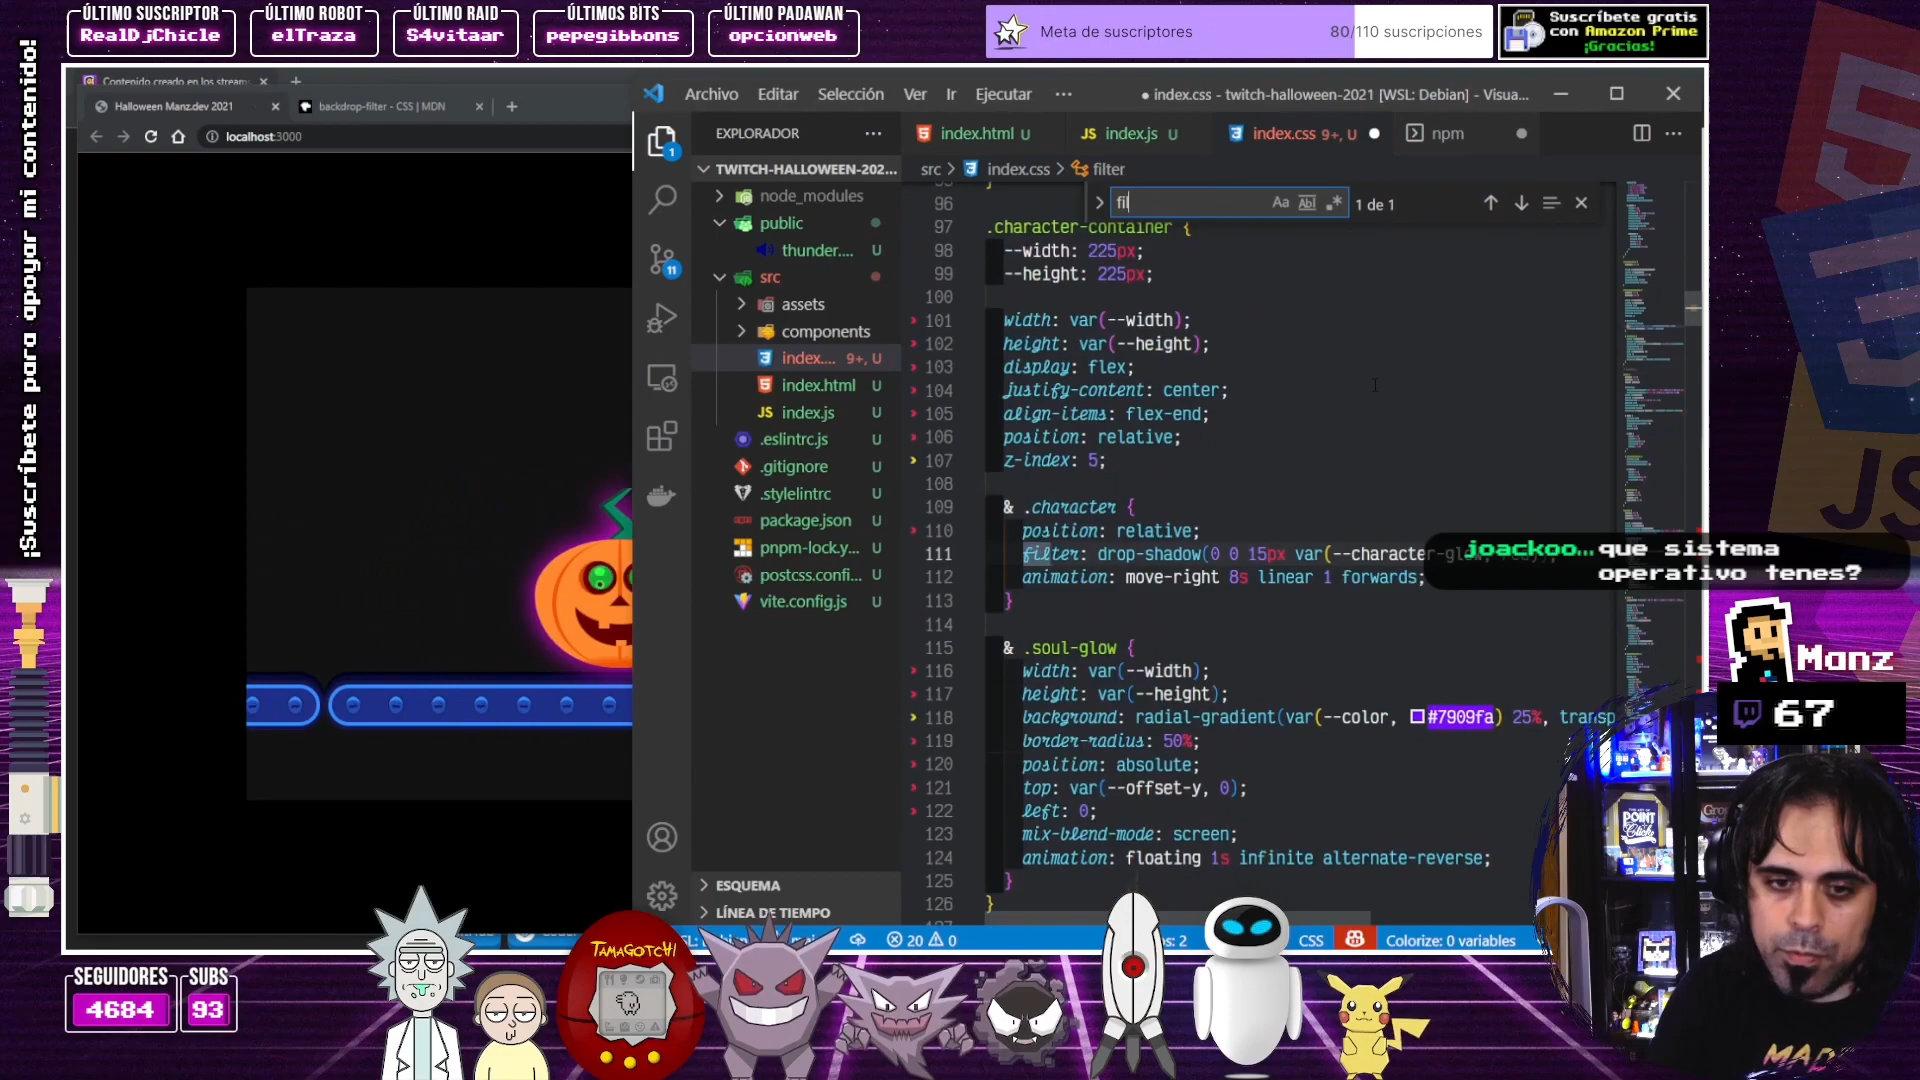 ÚLTIMO SUSCRIPTOR
RealDjChicle
ÚLTIMO ROBOT
elTraza
ÚLTIMO RAID
S4vitaar
ÚLTIMOS BITS
pepegibbons
ÚLTIMO PADAWAN
opcionweb
Meta de suscriptores
80/110 suscripciones
Suscríbete gratis
con Amazon Prime
¡Gracias!
¡Suscríbete para apoyar mi contenido!
Contenido creado en los stream
Halloween Manz.dev 2021
backdrop-filter - CSS | MDN
localhost:3000
Archivo
Editar
Selección
Ver
Ir
Ejecutar
index.css - twitch-halloween-2021 [WSL: Debian] - Visua...
EXPLORADOR
index.html U
JS index.js U
index.css 9+, U
npm
TWITCH-HALLOWEEN-202...
src > index.css > filter
node_modules
public
thunder.... U
src
assets
components
index.... 9+, U
index.html U
JS index.js U
.eslintrc.js U
.gitignore U
.stylelintrc U
package.json U
pnpm-lock.y... U
postcss.confi... U
vite.config.js U
ESQUEMA
LÍNEA DE TIEMPO
fil
Aa
Abl
1 de 1
96
97 .character-container {
98 --width: 225px;
99 --height: 225px;
100
101 width: var(--width);
102 height: var(--height);
103 display: flex;
104 justify-content: center;
105 align-items: flex-end;
106 position: relative;
107 z-index: 5;
108
109 & .character {
110 position: relative;
111 filter: drop-shadow(0 0 15px var(--character-glow
112 animation: move-right 8s linear 1 forwards;
113 }
114
115 & .soul-glow {
116 width: var(--width);
117 height: var(--height);
118 background: radial-gradient(var(--color, #7909fa) 25%, transp
119 border-radius: 50%;
120 position: absolute;
121 top: var(--offset-y, 0);
122 left: 0;
123 mix-blend-mode: screen;
124 animation: floating 1s infinite alternate-reverse;
125 }
126 }
20
0
CSS
Colorize: 0 variables
joackoo... que sistema
operativo tenes?
Manz
67
THE ART OF
POINT
Click
SEGUIDORES
4684
SUBS
93
TAMAGOTCHI
JS
1
11